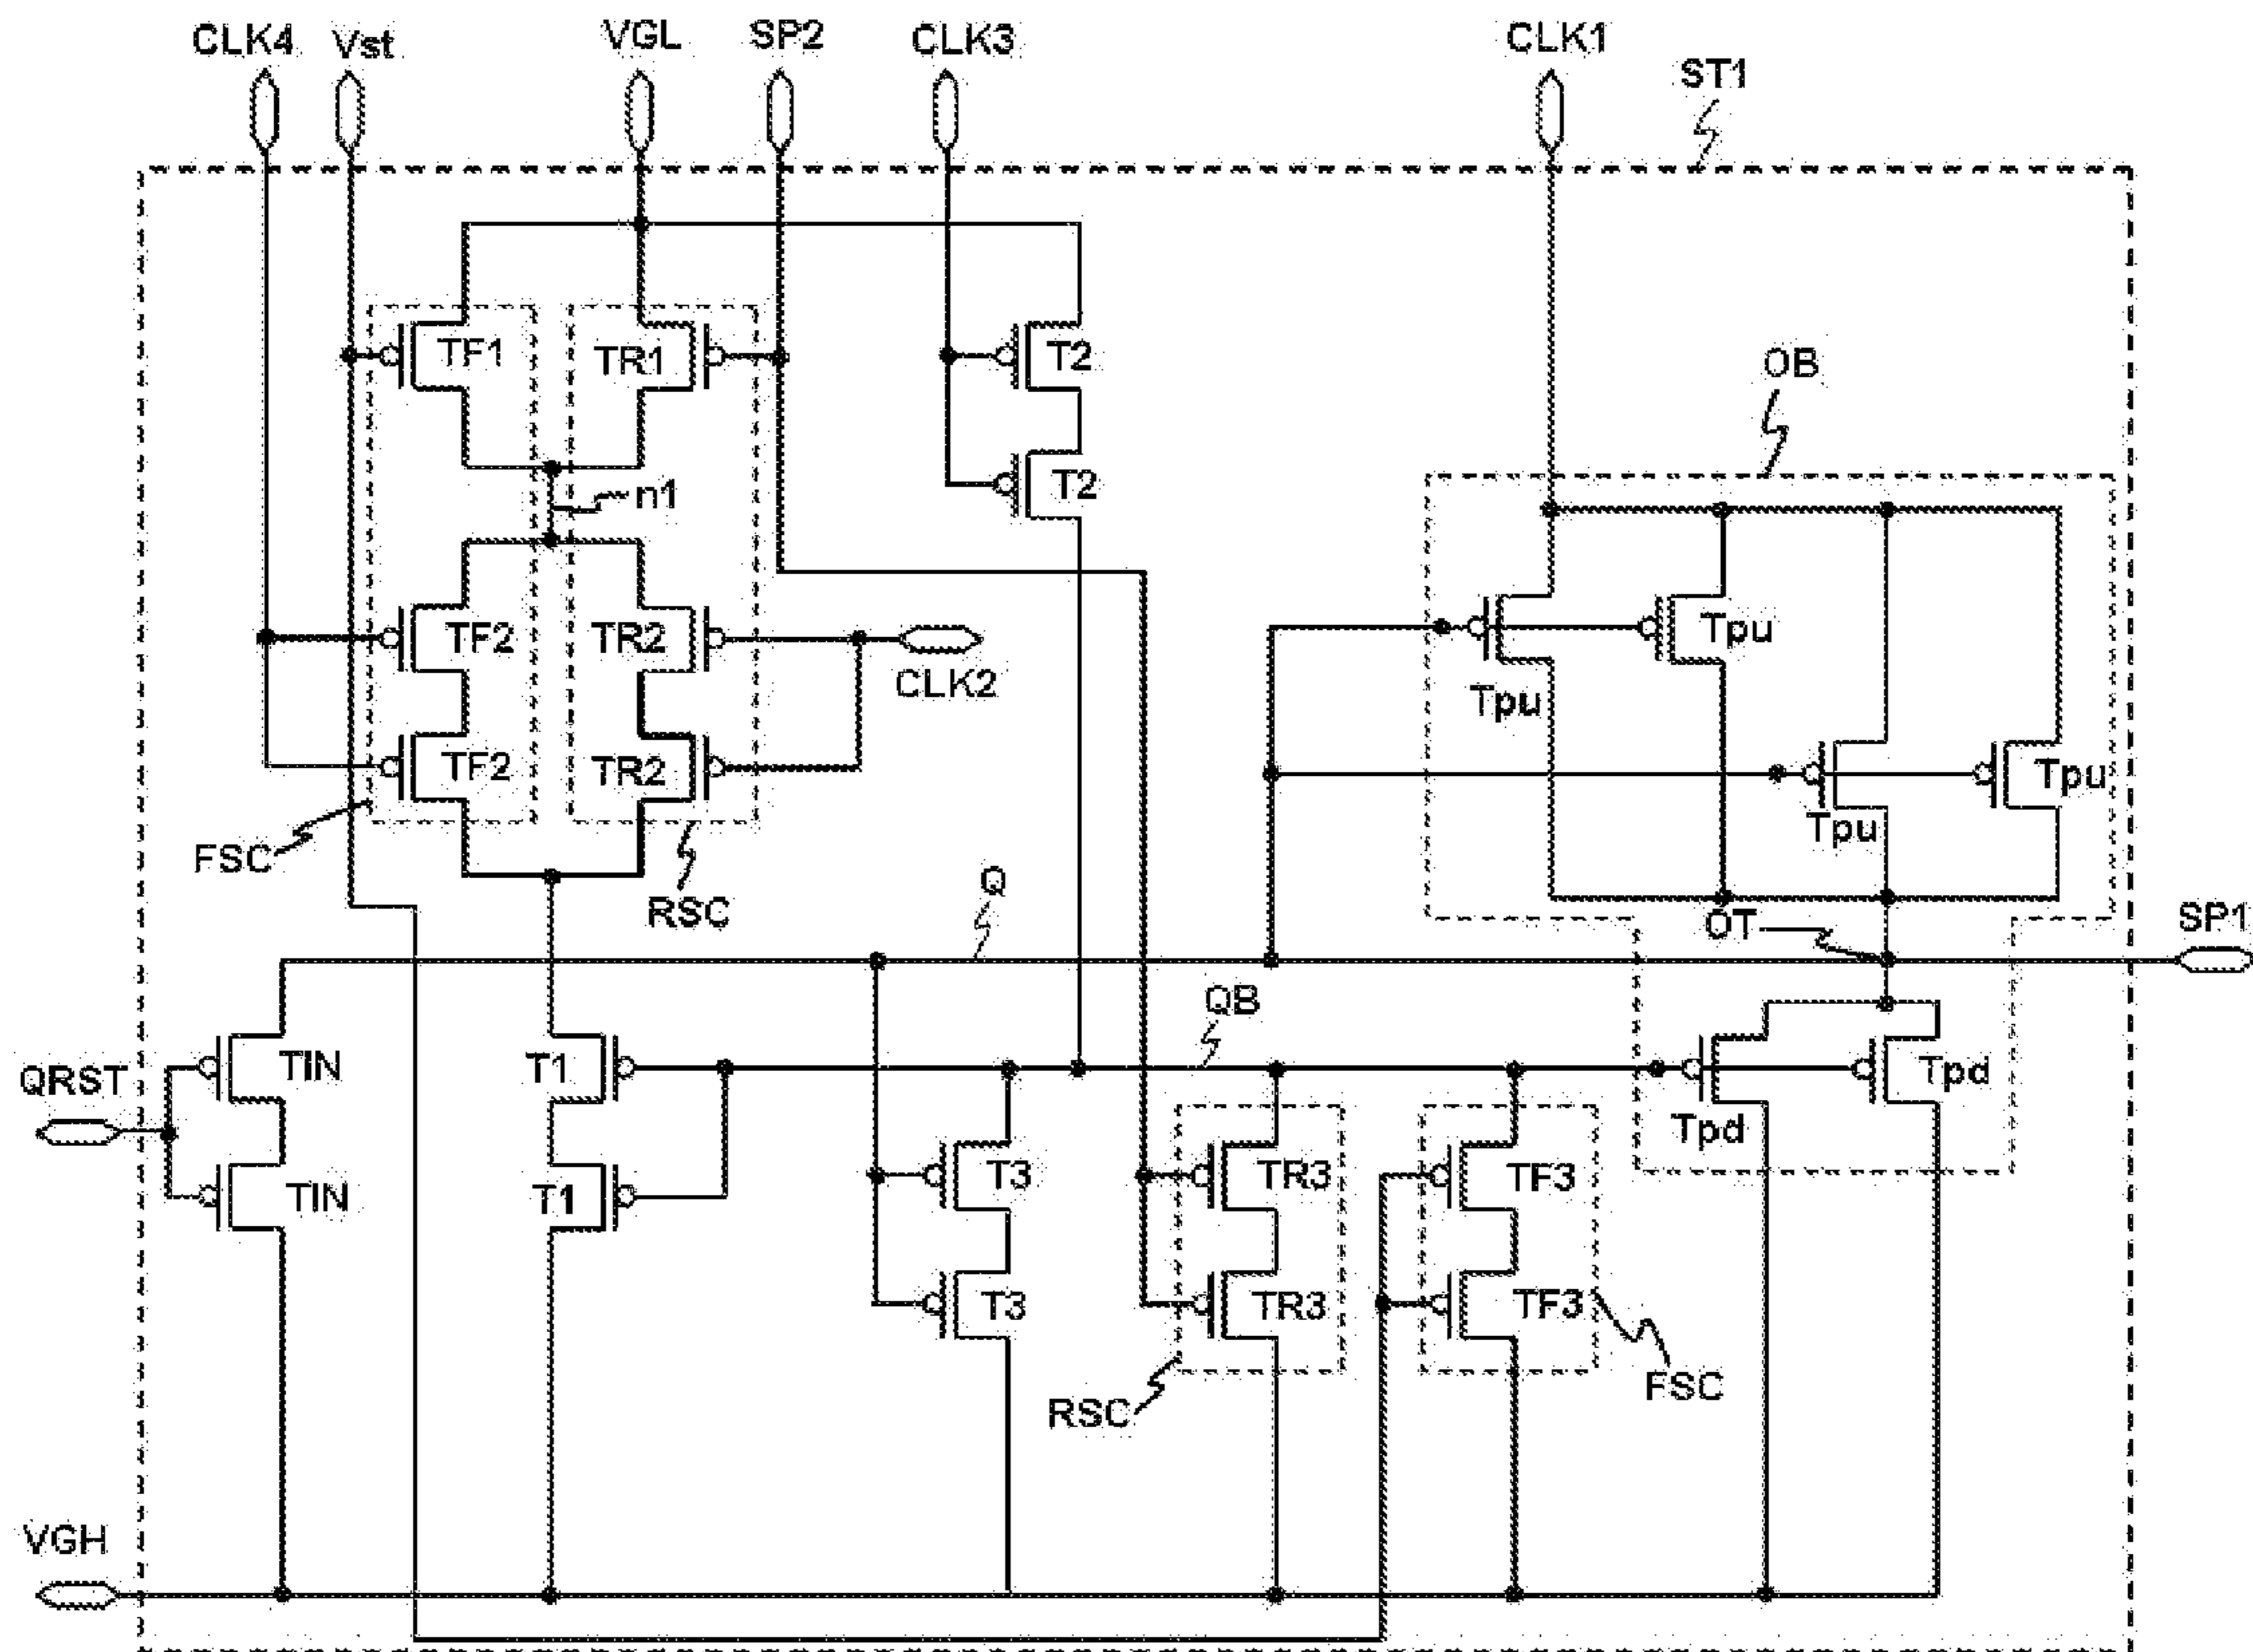 CLK4 Vst VGL SP2 CLK3 CLK1
ST1
TF1 TR1 T2
OB
n1 T2
TF2 TR2 Tpu
CLK2 Tpu
TF2 TR2 Tpu
Tpu
FSC Q
RSC OT SP1
QB
QRST TIN T1 Tpd
Tpd
TIN T1 T3 TR3 TF3
T3 TR3 TF3
RSC FSC
VGH